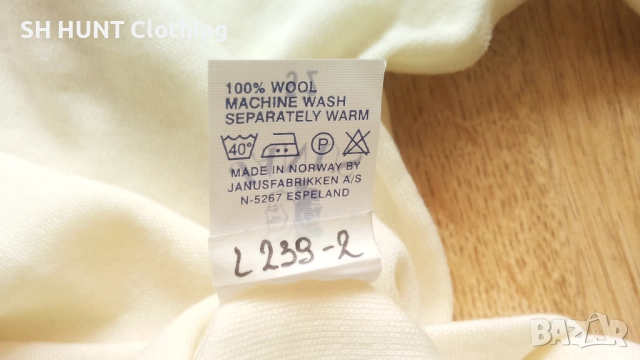 SH HUNT Clothing
100% WOOL
MACHINE WASH
SEPARATELY WARM
40° P
MADE IN NORWAY BY
JANUSFABRIKKEN A/S
N-5267 ESPELAND
L 239-2
BAZAR